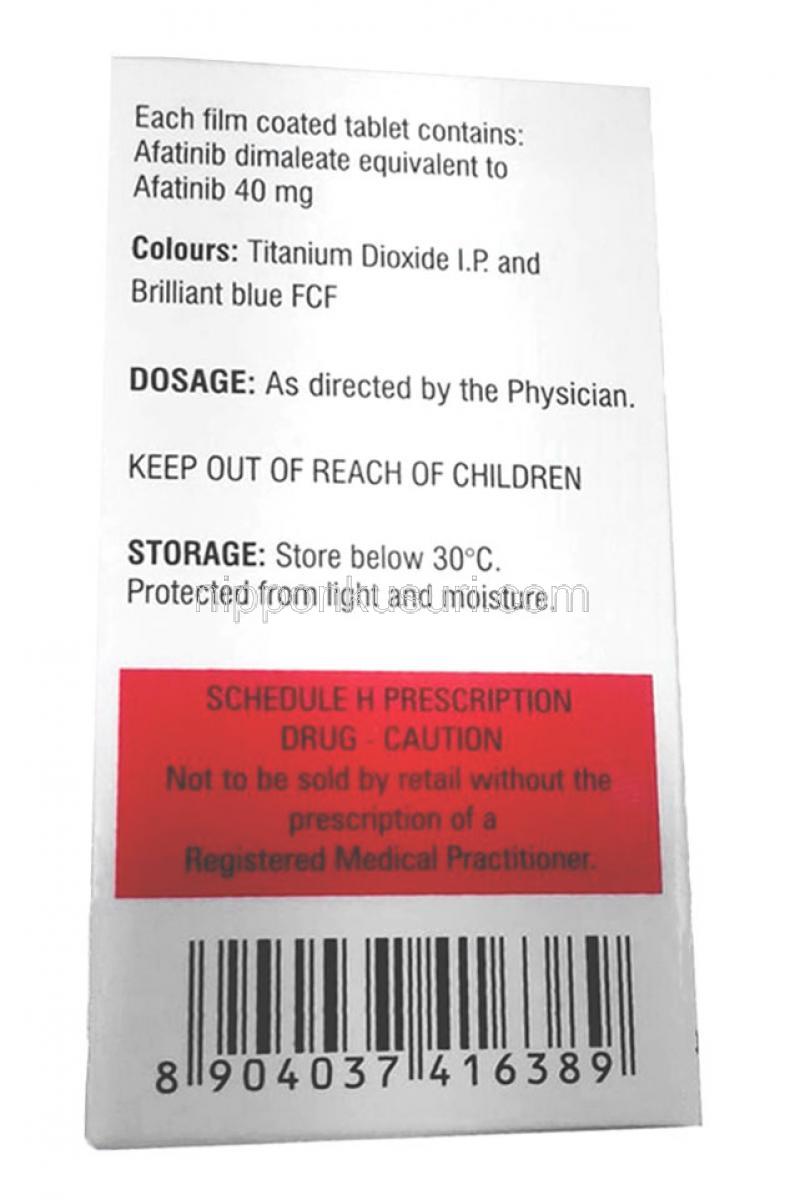 Each film coated tablet contains:
Afatinib dimaleate equivalent to
Afatinib 40 mg
Colours: Titanium Dioxide I.P. and
Brilliant blue FCF
DOSAGE: As directed by the Physician.
KEEP OUT OF REACH OF CHILDREN
STORAGE: Store below 30°C.
Protected from light and moisture.
nipponkusuri.com
SCHEDULE H PRESCRIPTION
DRUG - CAUTION
Not to be sold by retail without the
prescription of a
Registered Medical Practitioner.
8 904037 416389